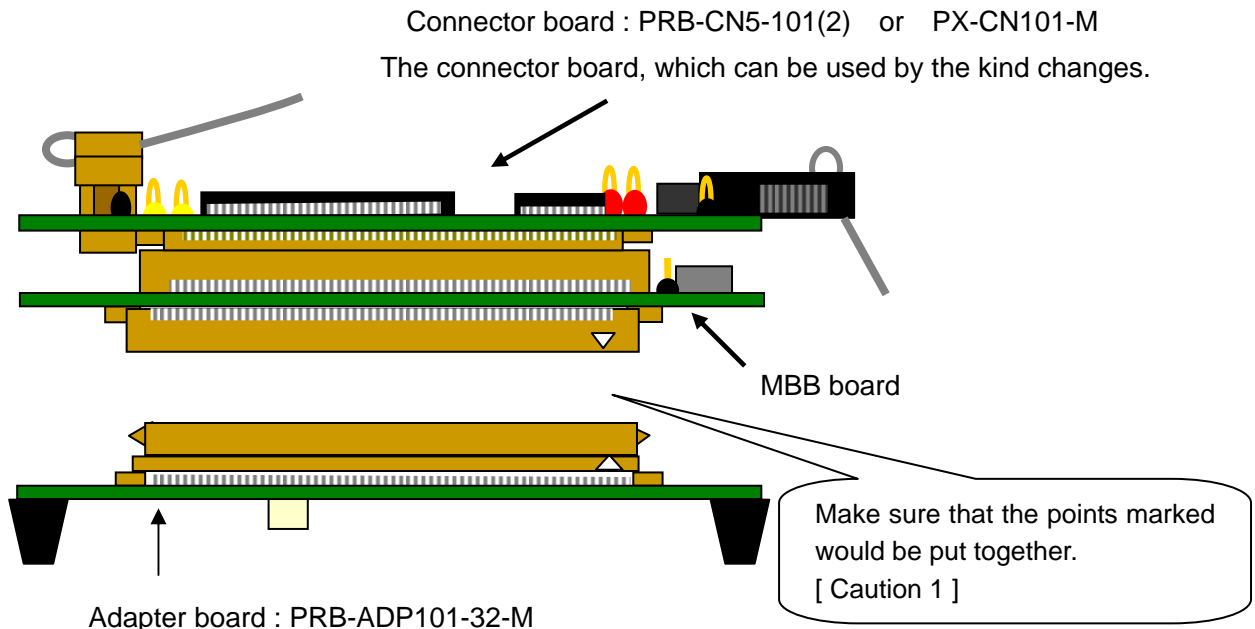 Connector board : PRB-CN5-101(2) or PX-CN101-M
The connector board, which can be used by the kind changes.
MBB board
Make sure that the points marked
would be put together.
[ Caution 1 ]
Adapter board : PRB-ADP101-32-M